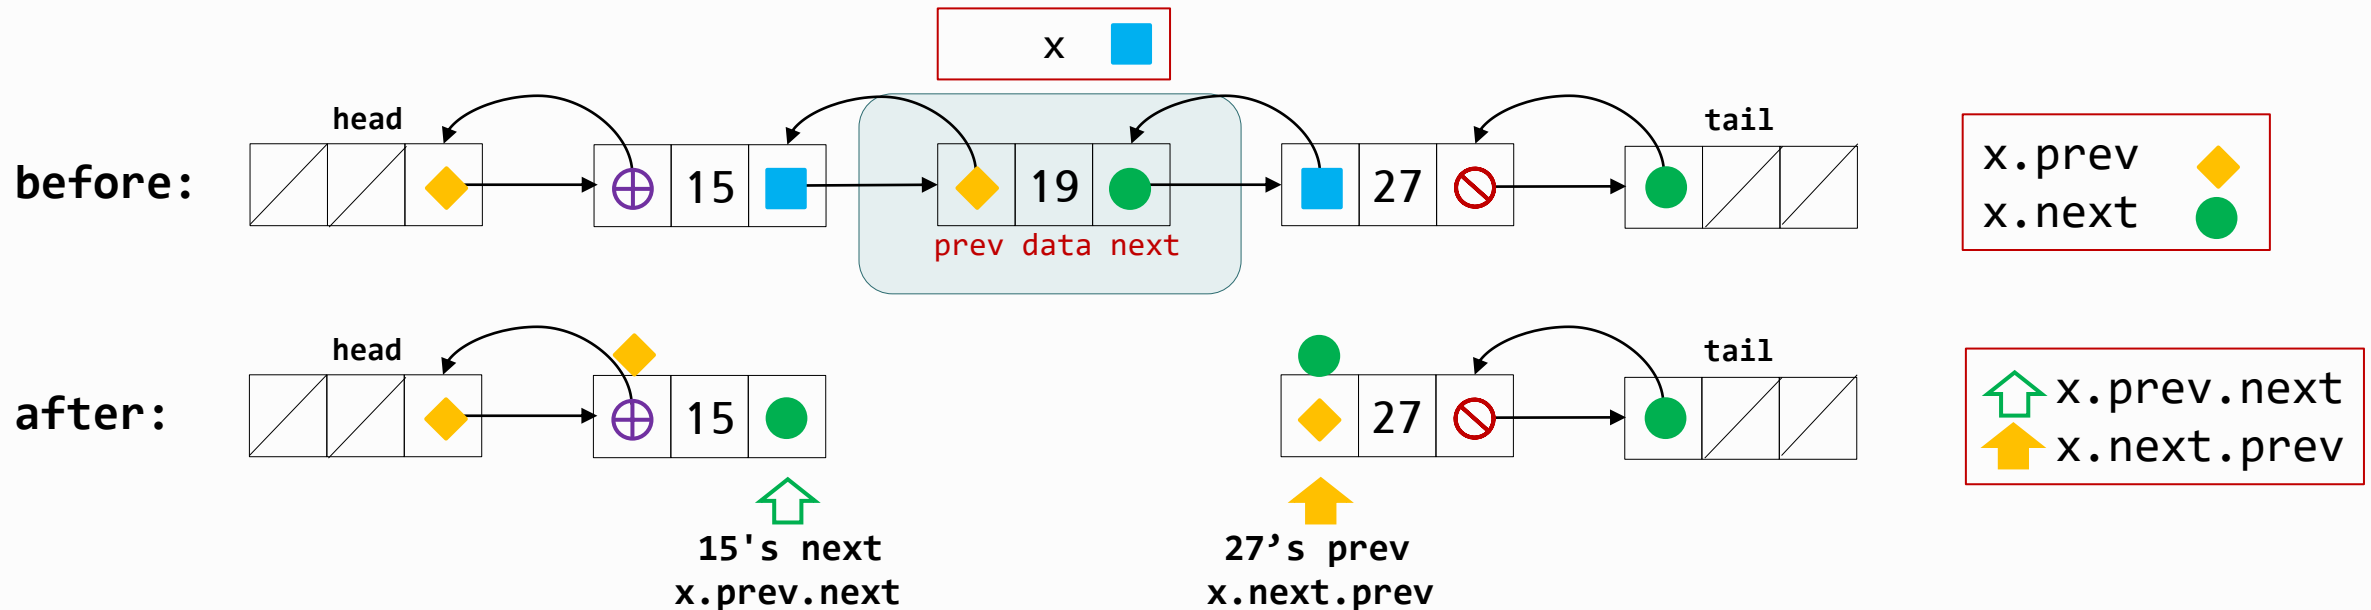 x
head
tail
before:
15
19
27
prev data next
x.prev
x.next
head
tail
after:
15
27
x.prev.next
x.next.prev
15's next
x.prev.next
27’s prev
x.next.prev